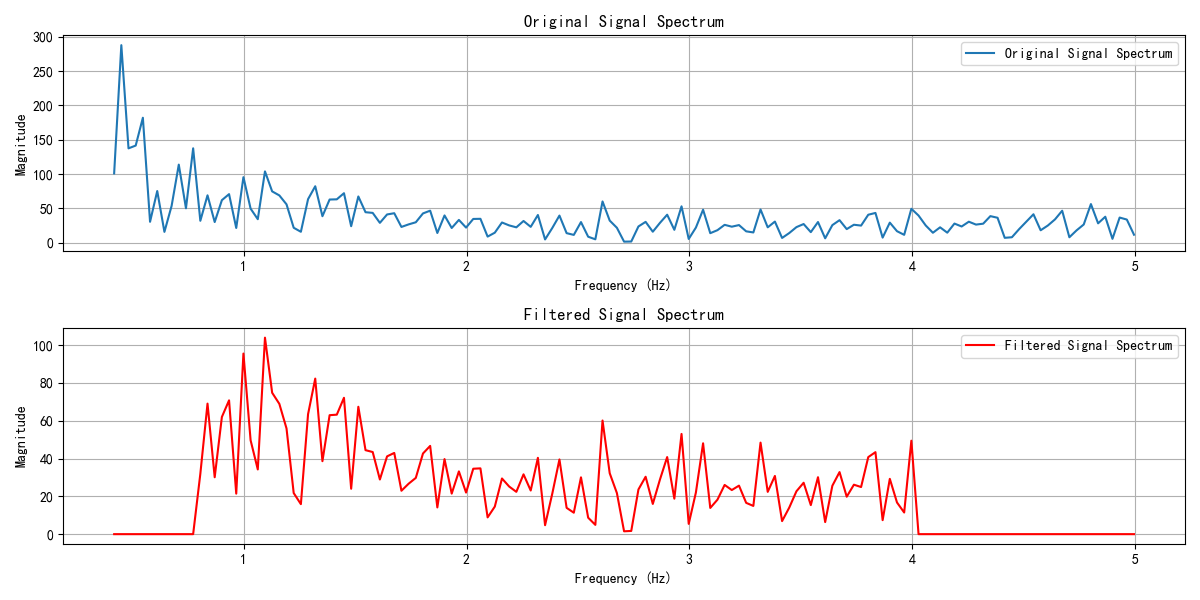 Original Signal Spectrum
300
250
200
150
100
50
0
Magnitude
Original Signal Spectrum
1 2 3 4 5
Frequency (Hz)
Filtered Signal Spectrum
100
80
60
40
20
0
Magnitude
Filtered Signal Spectrum
1 2 3 4 5
Frequency (Hz)